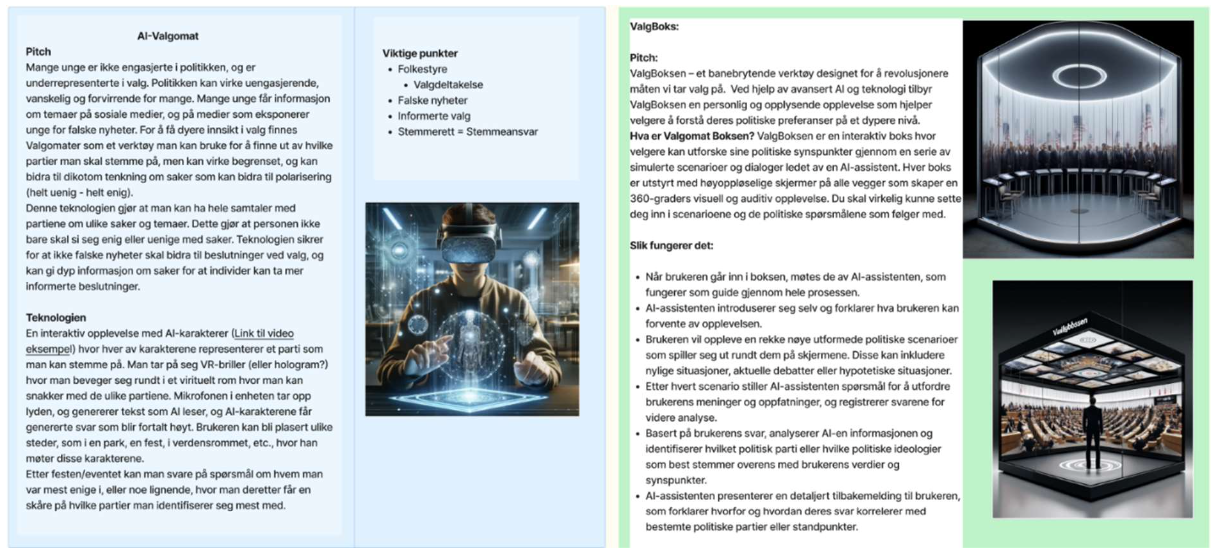 AI-Valgomat
Pitch
Mange unge er ikke engasjerte i politikken, og er
underrepresenterte i valg. Politikken kan virke uengasjerende,
vanskelig og forvirrende for mange. Mange unge får informasjon
om temaer på sosiale medier, og på medier som eksponerer
unge for falske nyheter. For å få dyere innsikt i valg finnes
Valgomater som et verktøy man kan bruke for å finne ut av hvilke
partier man skal stemme på, men kan virke begrenset, og kan
bidra til dikotom tenkning om saker som kan bidra til polarisering
(helt uenig - helt enig).
Denne teknologien gjør at man kan ha hele samtaler med
partiene om ulike saker og temaer. Dette gjør at personen ikke
bare skal si seg enig eller uenige med saker. Teknologien sikrer
for at ikke falske nyheter skal bidra til beslutninger ved valg, og
kan gi dyp informasjon om saker for at individer kan ta mer
informerte beslutninger.
Teknologien
En interaktiv opplevelse med AI-karakterer (Link til video
eksempel) hvor hver av karakterene representerer et parti som
man kan stemme på. Man tar på seg VR-briller (eller hologram?)
hvor man beveger seg rundt i et virituelt rom hvor man kan
snakker med de ulike partiene. Mikrofonen i enheten tar opp
lyden, og genererer tekst som AI leser, og AI-karakterene får
genererte svar som blir fortalt høyt. Brukeren kan bli plasert ulike
steder, som i en park, en fest, i verdensrommet, etc., hvor han
møter disse karakterene.
Etter festen/eventet kan man svare på spørsmål om hvem man
var mest enige i, eller noe lignende, hvor man deretter får en
skåre på hvilke partier man identifiserer seg mest med.
Viktige punkter
• Folkestyre
• Valgdeltakelse
• Falske nyheter
• Informerte valg
• Stemmerett = Stemmeansvar
ValgBoks:
Pitch:
ValgBoksen – et banebrytende verktøy designet for å revolusjonere
måten vi tar valg på. Ved hjelp av avansert AI og teknologi tilbyr
ValgBoksen en personlig og opplysende opplevelse som hjelper
velgere å forstå deres politiske preferanser på et dypere nivå.
Hva er Valgomat Boksen? ValgBoksen er en interaktiv boks hvor
velgere kan utforske sine politiske synspunkter gjennom en serie av
simulerte scenarioer og dialoger ledet av en AI-assistent. Hver boks
er utstyrt med høyoppløselige skjermer på alle vegger som skaper en
360-graders visuell og auditiv opplevelse. Du skal virkelig kunne sette
deg inn i scenarioene og de politiske spørsmålene som følger med.
Slik fungerer det:
• Når brukeren går inn i boksen, møtes de av AI-assistenten, som
fungerer som guide gjennom hele prosessen.
• AI-assistenten introduserer seg selv og forklarer hva brukeren kan
forvente av opplevelsen.
• Brukeren vil oppleve en rekke nøye utformede politiske scenarioer
som spiller seg ut rundt dem på skjermene. Disse kan inkludere
nylige situasjoner, aktuelle debatter eller hypotetiske situasjoner.
• Etter hvert scenario stiller AI-assistenten spørsmål for å utfordre
brukerens meninger og oppfatninger, og registrerer svarene for
videre analyse.
• Basert på brukerens svar, analyserer AI-en informasjonen og
identifiserer hvilket politisk parti eller hvilke politiske ideologier
som best stemmer overens med brukerens verdier og
synspunkter.
• AI-assistenten presenterer en detaljert tilbakemelding til brukeren,
som forklarer hvorfor og hvordan deres svar korrelerer med
bestemte politiske partier eller standpunkter.